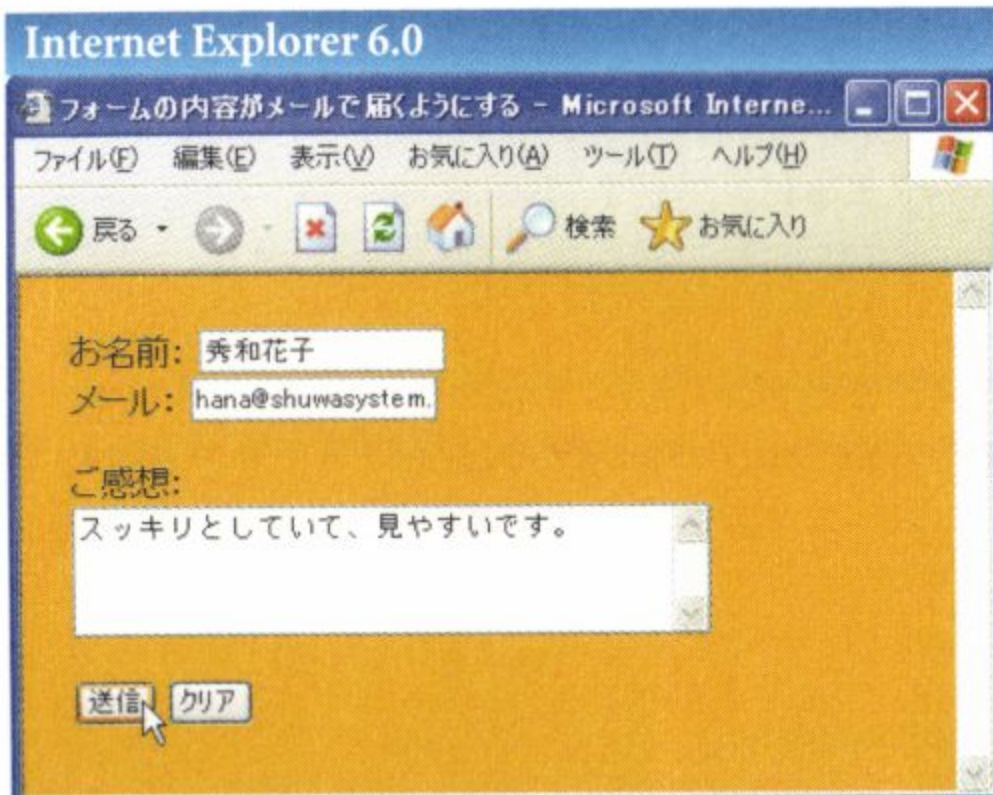 Internet Explorer 6.0
フォームの内容がメールで届くようにする - Microsoft Interne...
ファイル(F) 編集(E) 表示(V) お気に入り(A) ツール(T) ヘルプ(H)
戻る 検索 お気に入り
お名前: 秀和花子
メール: hana@shuwasystem.
ご感想:
スッキリとしていて、見やすいです。
送信 クリア